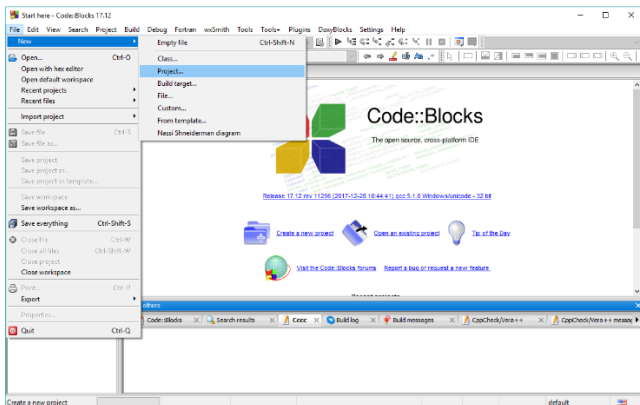 Start here - Code::Blocks 17.12
File Edit View Search Project Build Debug Fortran wxSmith Tools Tools+ Plugins DoxyBlocks Settings Help
New
Open... Ctrl-O
Open with hex editor
Open default workspace
Recent projects
Recent files
Import project
Save file Ctrl-S
Save file as...
Save project
Save project as...
Save project as template...
Save workspace
Save workspace as...
Save everything Ctrl-Shift-S
Close file Ctrl-W
Close all files Ctrl-Shift-W
Close project
Close workspace
Print... Ctrl-P
Export
Properties...
Quit Ctrl-Q
Empty file Ctrl-Shift-N
Class...
Project...
Build target...
File...
Custom...
From template...
Nassi Shneiderman diagram
Code::Blocks
The open source, cross-platform IDE
Release 17.12 rev 11256 (2017-12-28 10:44:41) gcc 5.1.0 Windows/unicode - 32 bit
Create a new project Open an existing project Tip of the Day
Visit the Code::Blocks forums Report a bug or request a new feature
others
Code::Blocks Search results Cccc Build log Build messages CppCheck/Vera++ CppCheck/Vera++ messag
Create a new project default